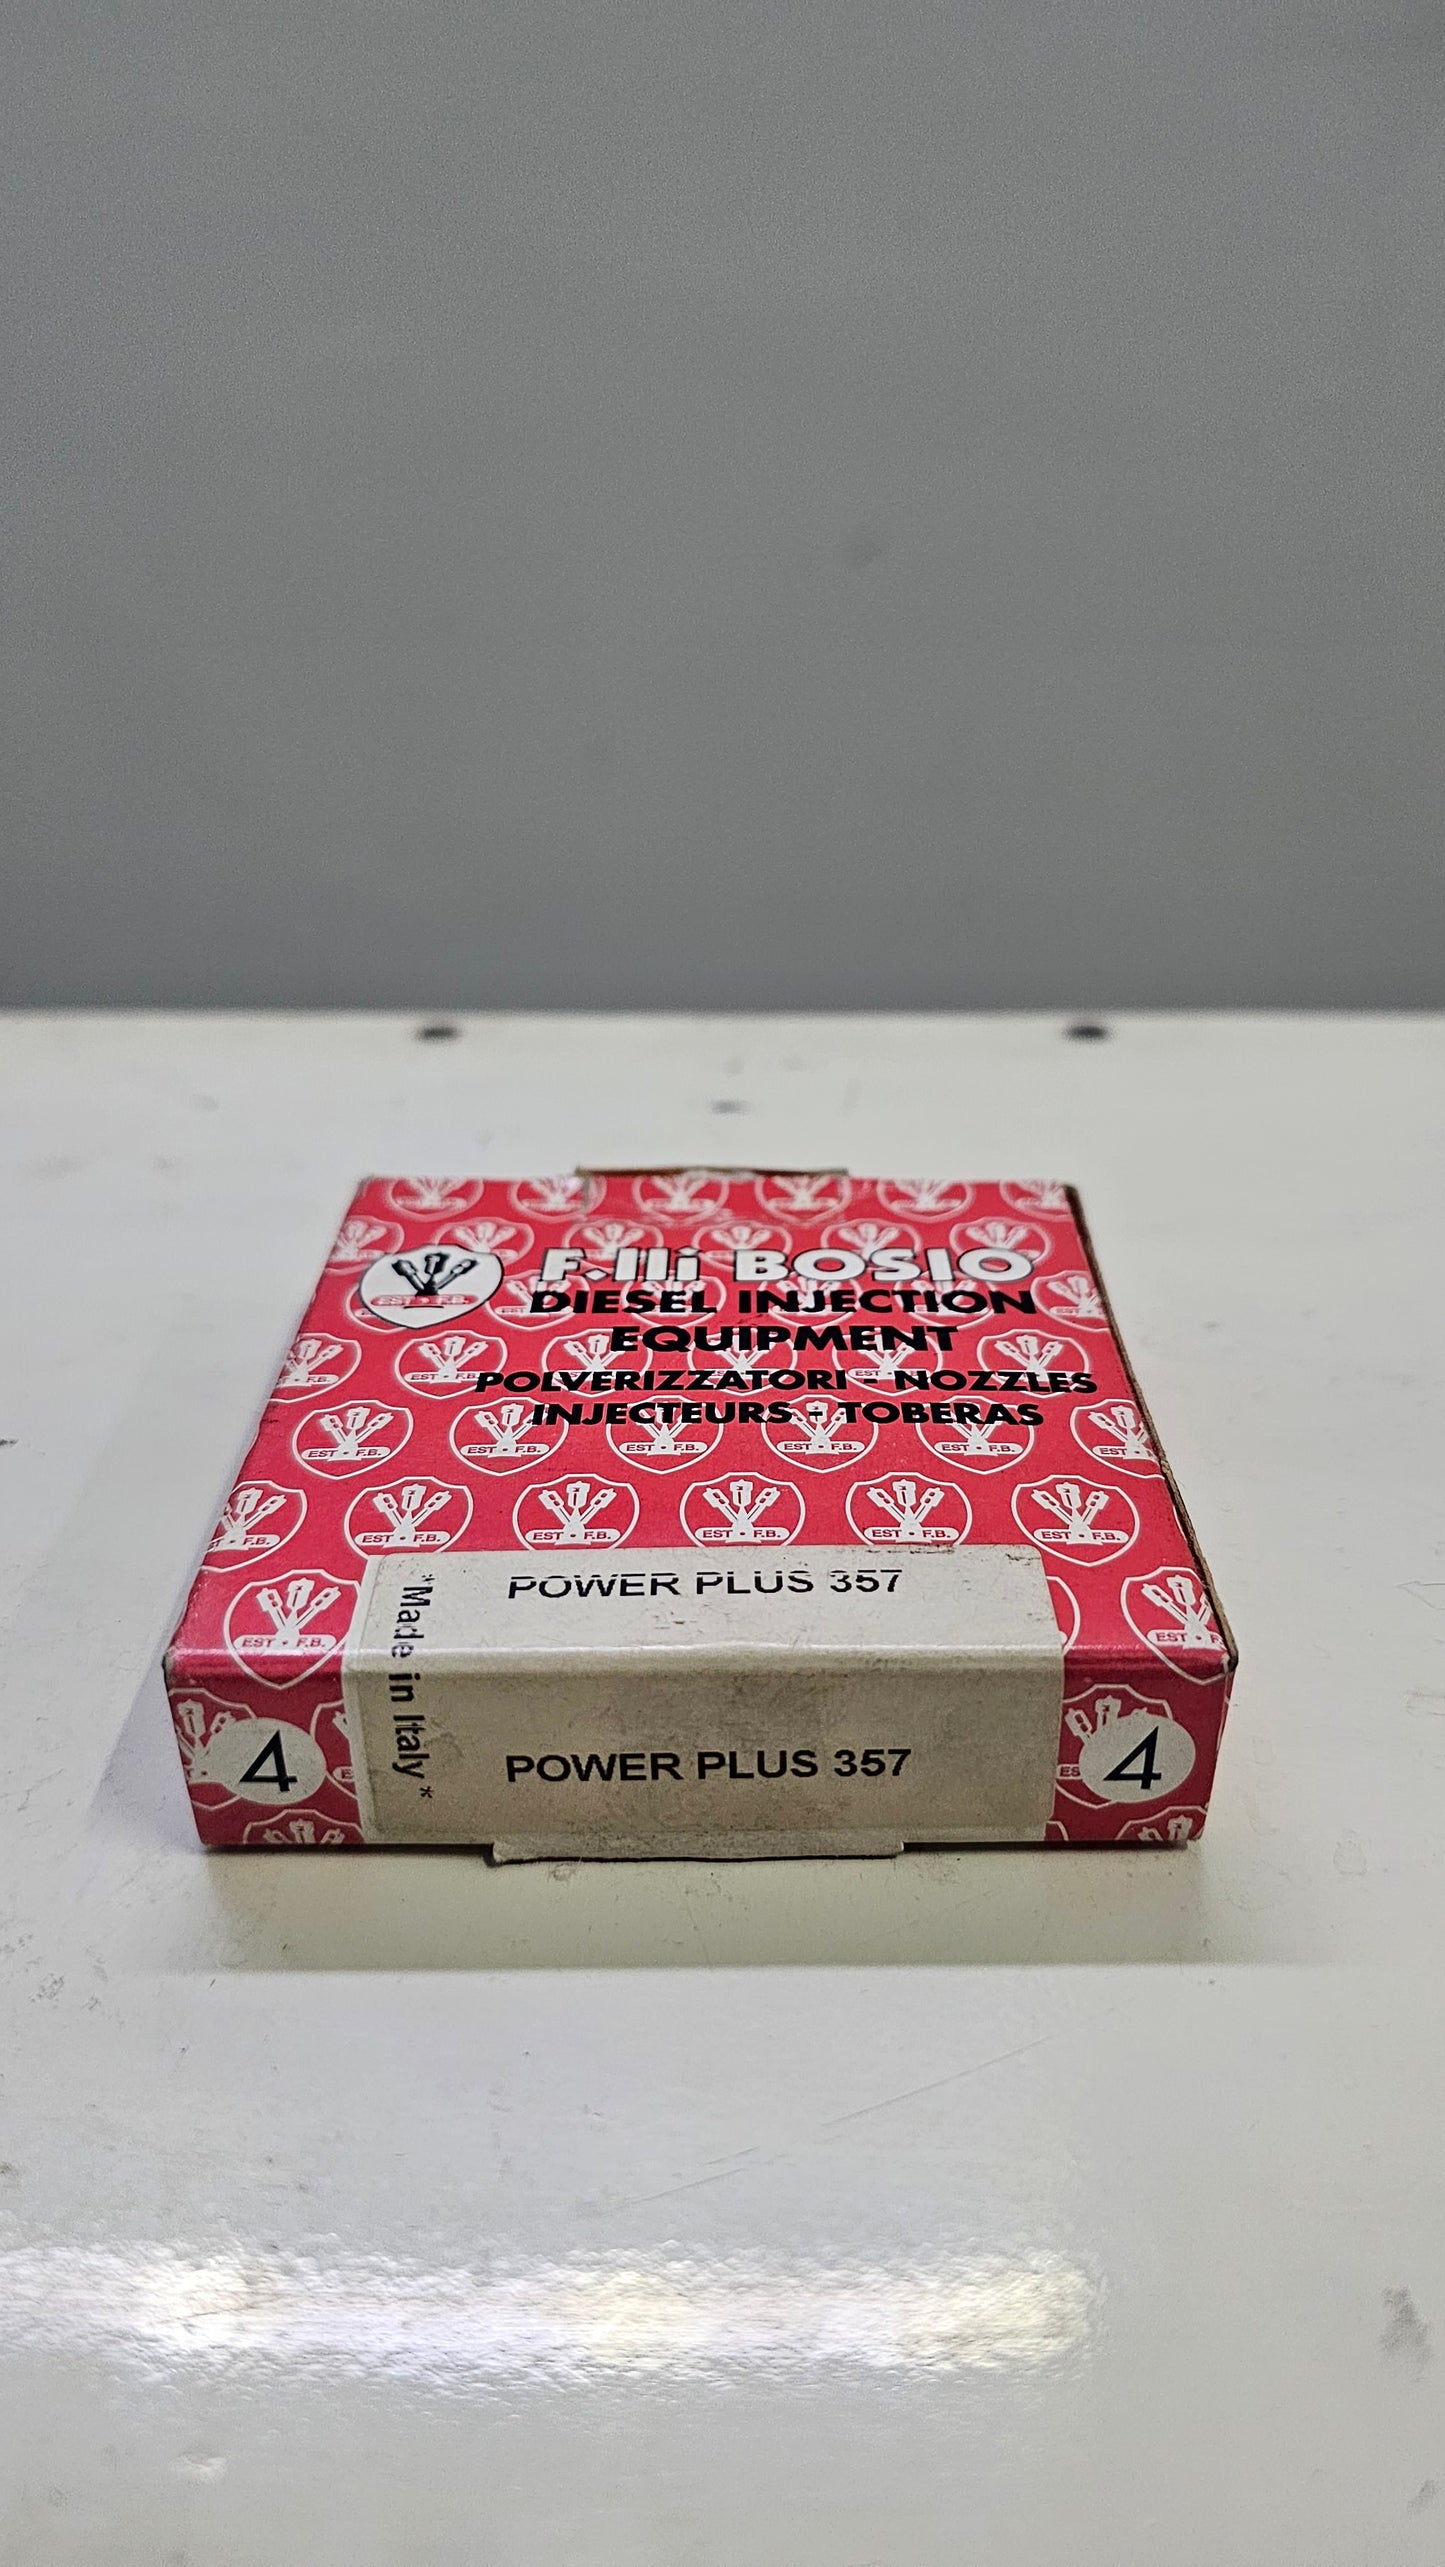 F.lli BOSIO
DIESEL INJECTION
EQUIPMENT
POLVERIZZATORI - NOZZLES
INJECTEURS - TOBERAS
EST • F.B.
POWER PLUS 357
*Made in Italy*
POWER PLUS 357
4
4